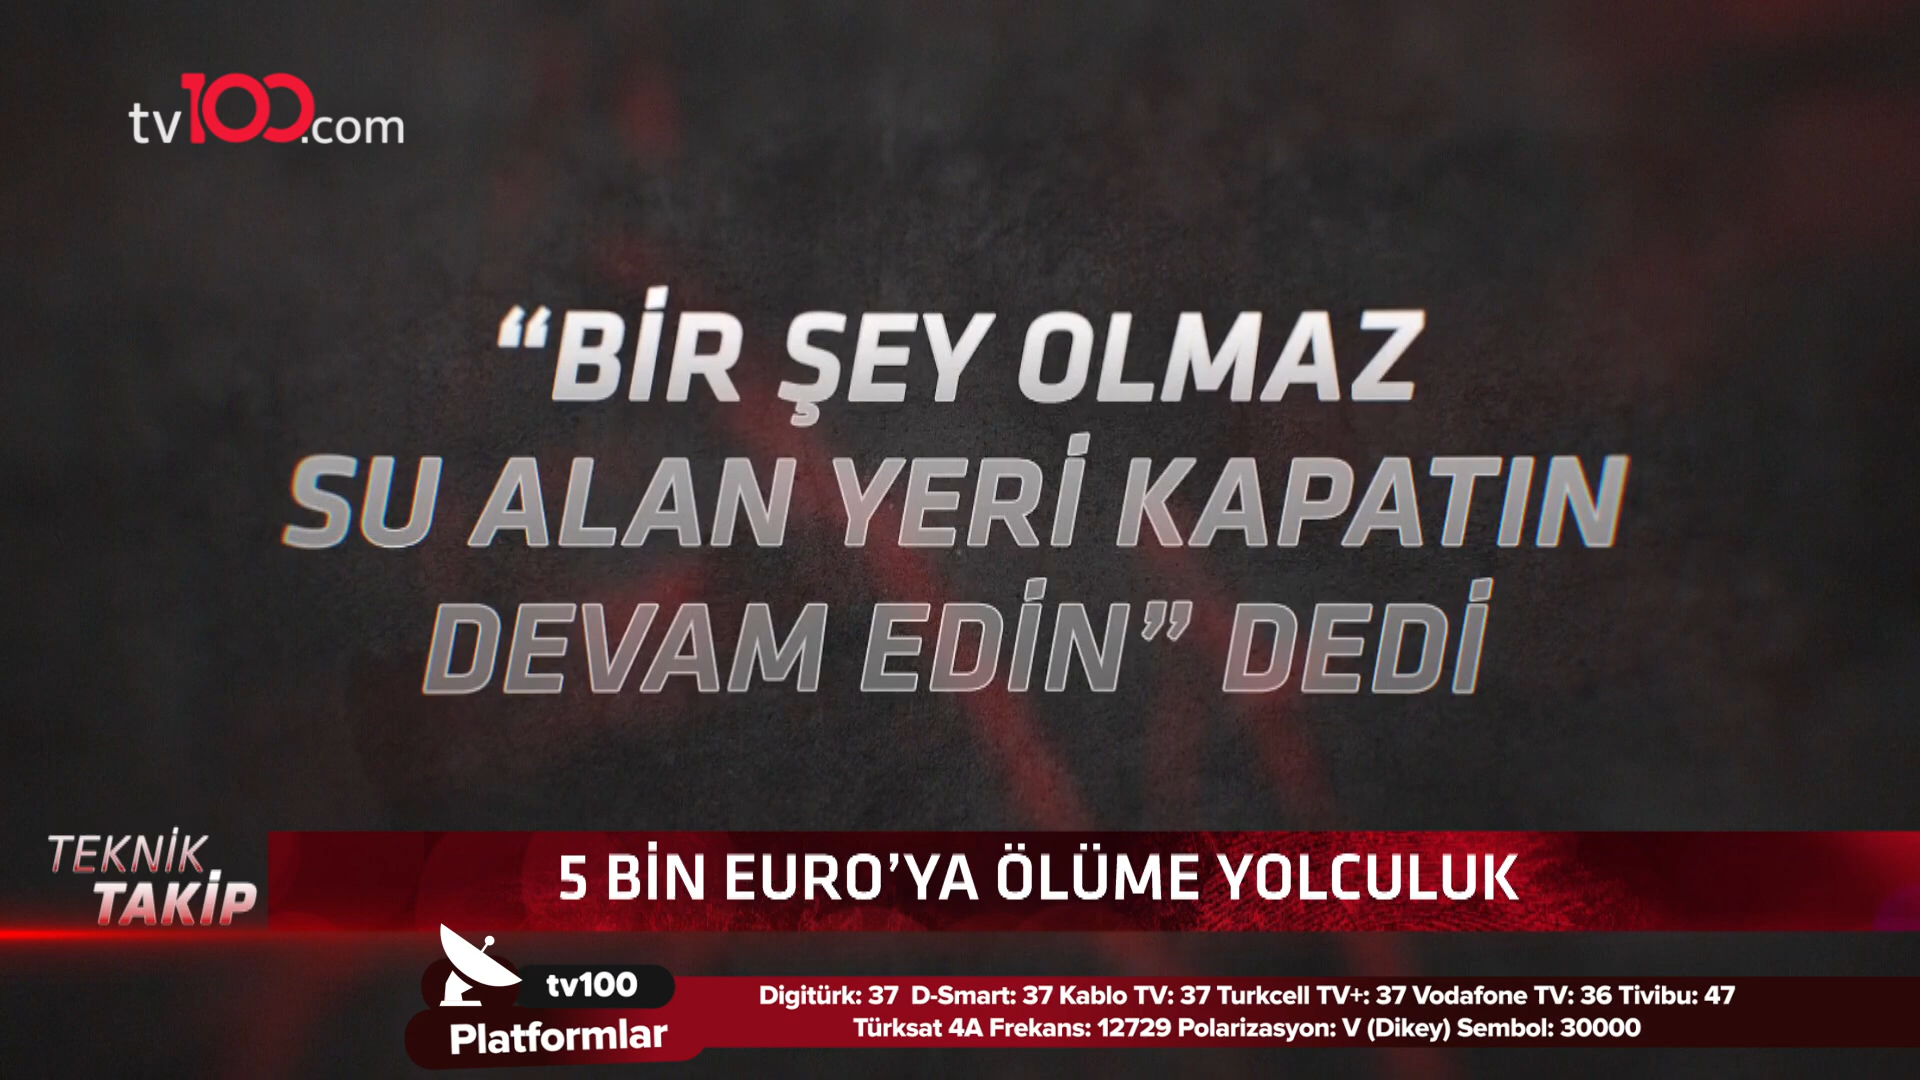 tv100.com
“BİR ŞEY OLMAZ
SU ALAN YERİ KAPATIN
DEVAM EDİN” DEDİ
TEKNİK
TAKİP
5 BİN EURO’YA ÖLÜME YOLCULUK
tv100
Platformlar
Digitürk: 37 D-Smart: 37 Kablo TV: 37 Turkcell TV+: 37 Vodafone TV: 36 Tivibu: 47
Türksat 4A Frekans: 12729 Polarizasyon: V (Dikey) Sembol: 30000